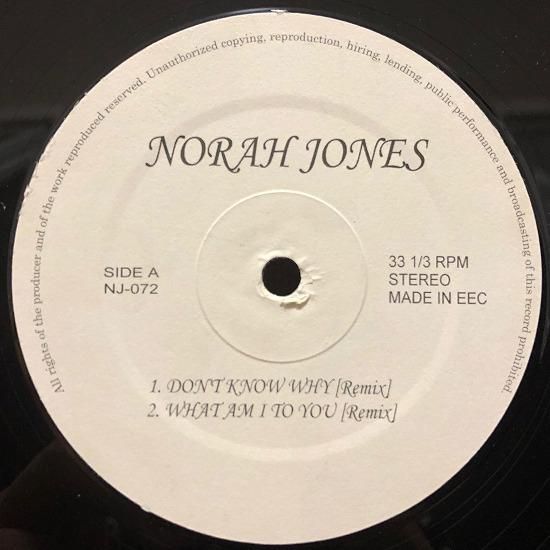 All rights of the producer and of the work reproduced reserved. Unauthorized copying, reproduction, hiring, lending, public performance and broadcasting of this record prohibited.
NORAH JONES
SIDE A
NJ-072
33 1/3 RPM
STEREO
MADE IN EEC
1. DONT KNOW WHY [Remix]
2. WHAT AM I TO YOU [Remix]